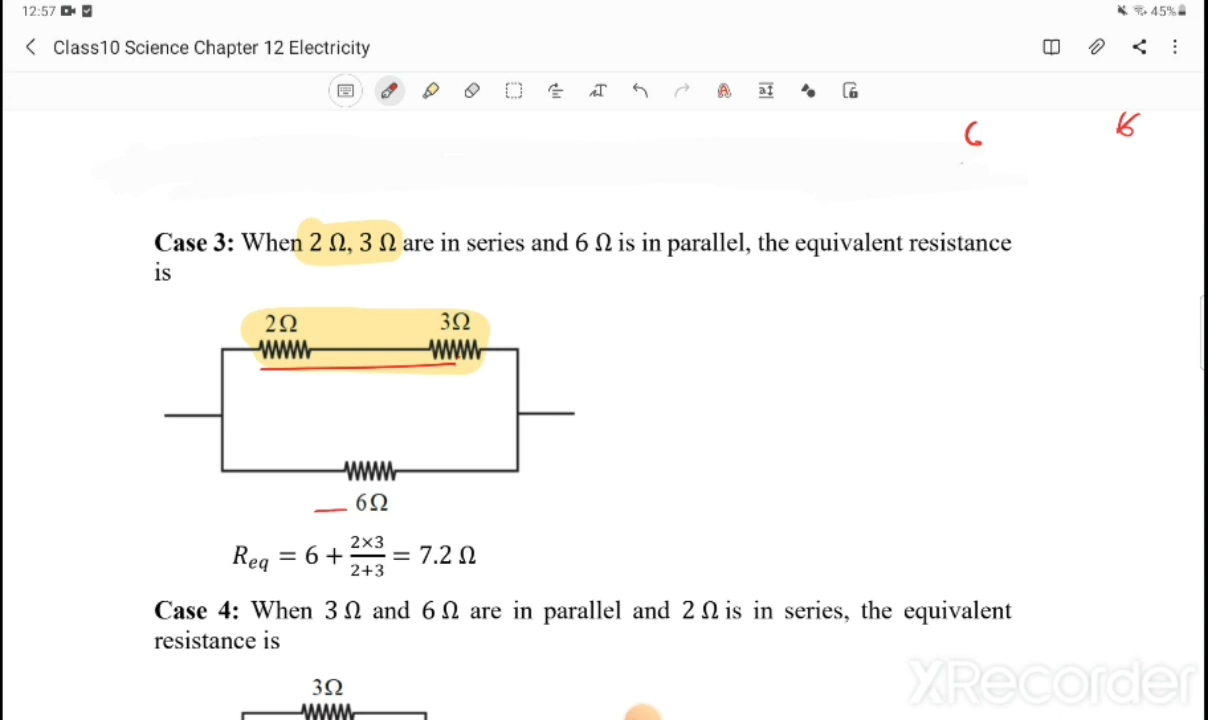 12:57
45%
Class10 Science Chapter 12 Electricity
6
Case 3: When 2 Ω, 3 Ω are in series and 6 Ω is in parallel, the equivalent resistance
is
2Ω 3Ω
6Ω
R_eq = 6 + 2×3/2+3 = 7.2 Ω
Case 4: When 3 Ω and 6 Ω are in parallel and 2 Ω is in series, the equivalent
resistance is
3Ω
XRecorder